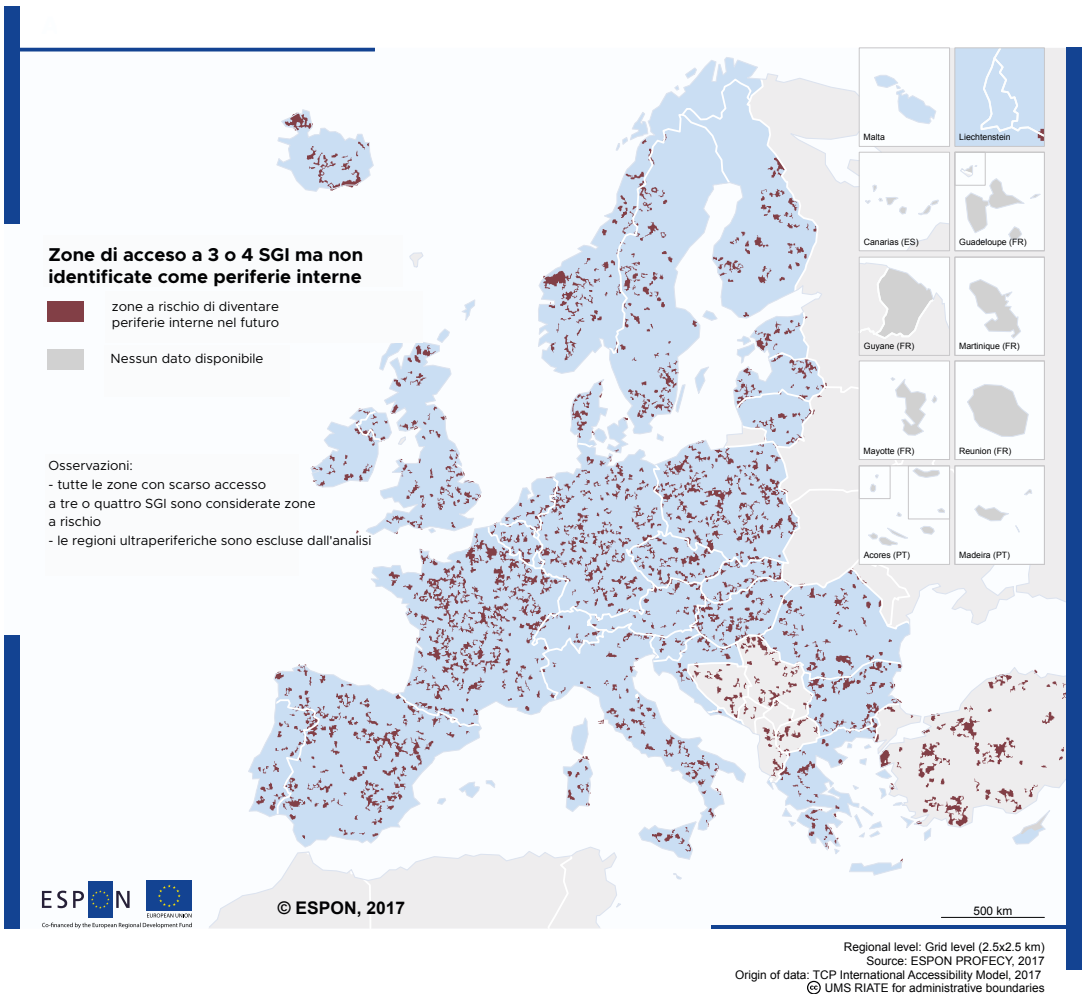 Zone di acceso a 3 o 4 SGI ma non
identificate come periferie interne
zone a rischio di diventare
periferie interne nel futuro
Nessun dato disponibile
Osservazioni:
- tutte le zone con scarso accesso
a tre o quattro SGI sono considerate zone
a rischio
- le regioni ultraperiferiche sono escluse dall'analisi
Malta
Liechtenstein
Canarias (ES)
Guadeloupe (FR)
Guyane (FR)
Martinique (FR)
Mayotte (FR)
Reunion (FR)
Acores (PT)
Madeira (PT)
ESPON
EUROPEAN UNION
Co-financed by the European Regional Development Fund
© ESPON, 2017
500 km
Regional level: Grid level (2.5x2.5 km)
Source: ESPON PROFECY, 2017
Origin of data: TCP International Accessibility Model, 2017
cc UMS RIATE for administrative boundaries